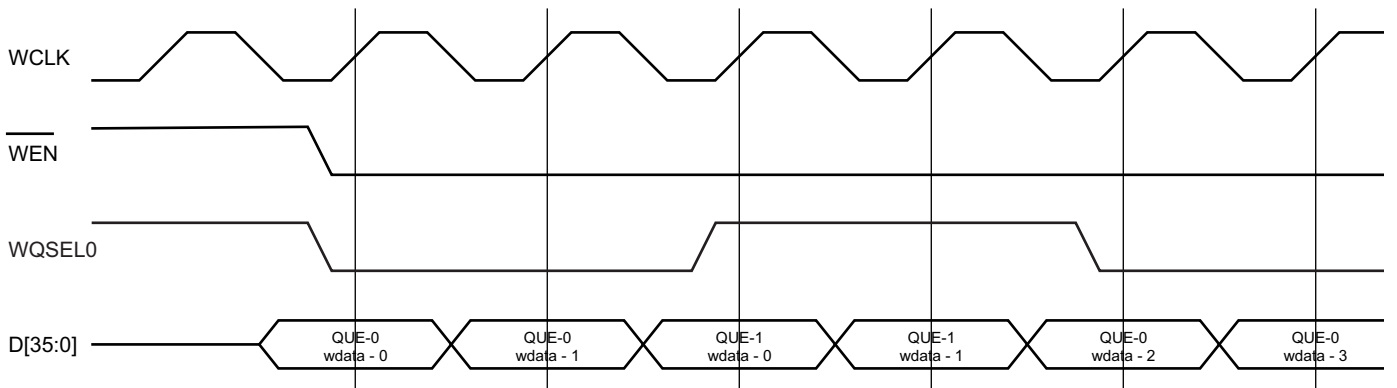 WCLK
WEN
WQSEL0
D[35:0]
QUE-0
wdata - 0
QUE-0
wdata - 1
QUE-1
wdata - 0
QUE-1
wdata - 1
QUE-0
wdata - 2
QUE-0
wdata - 3